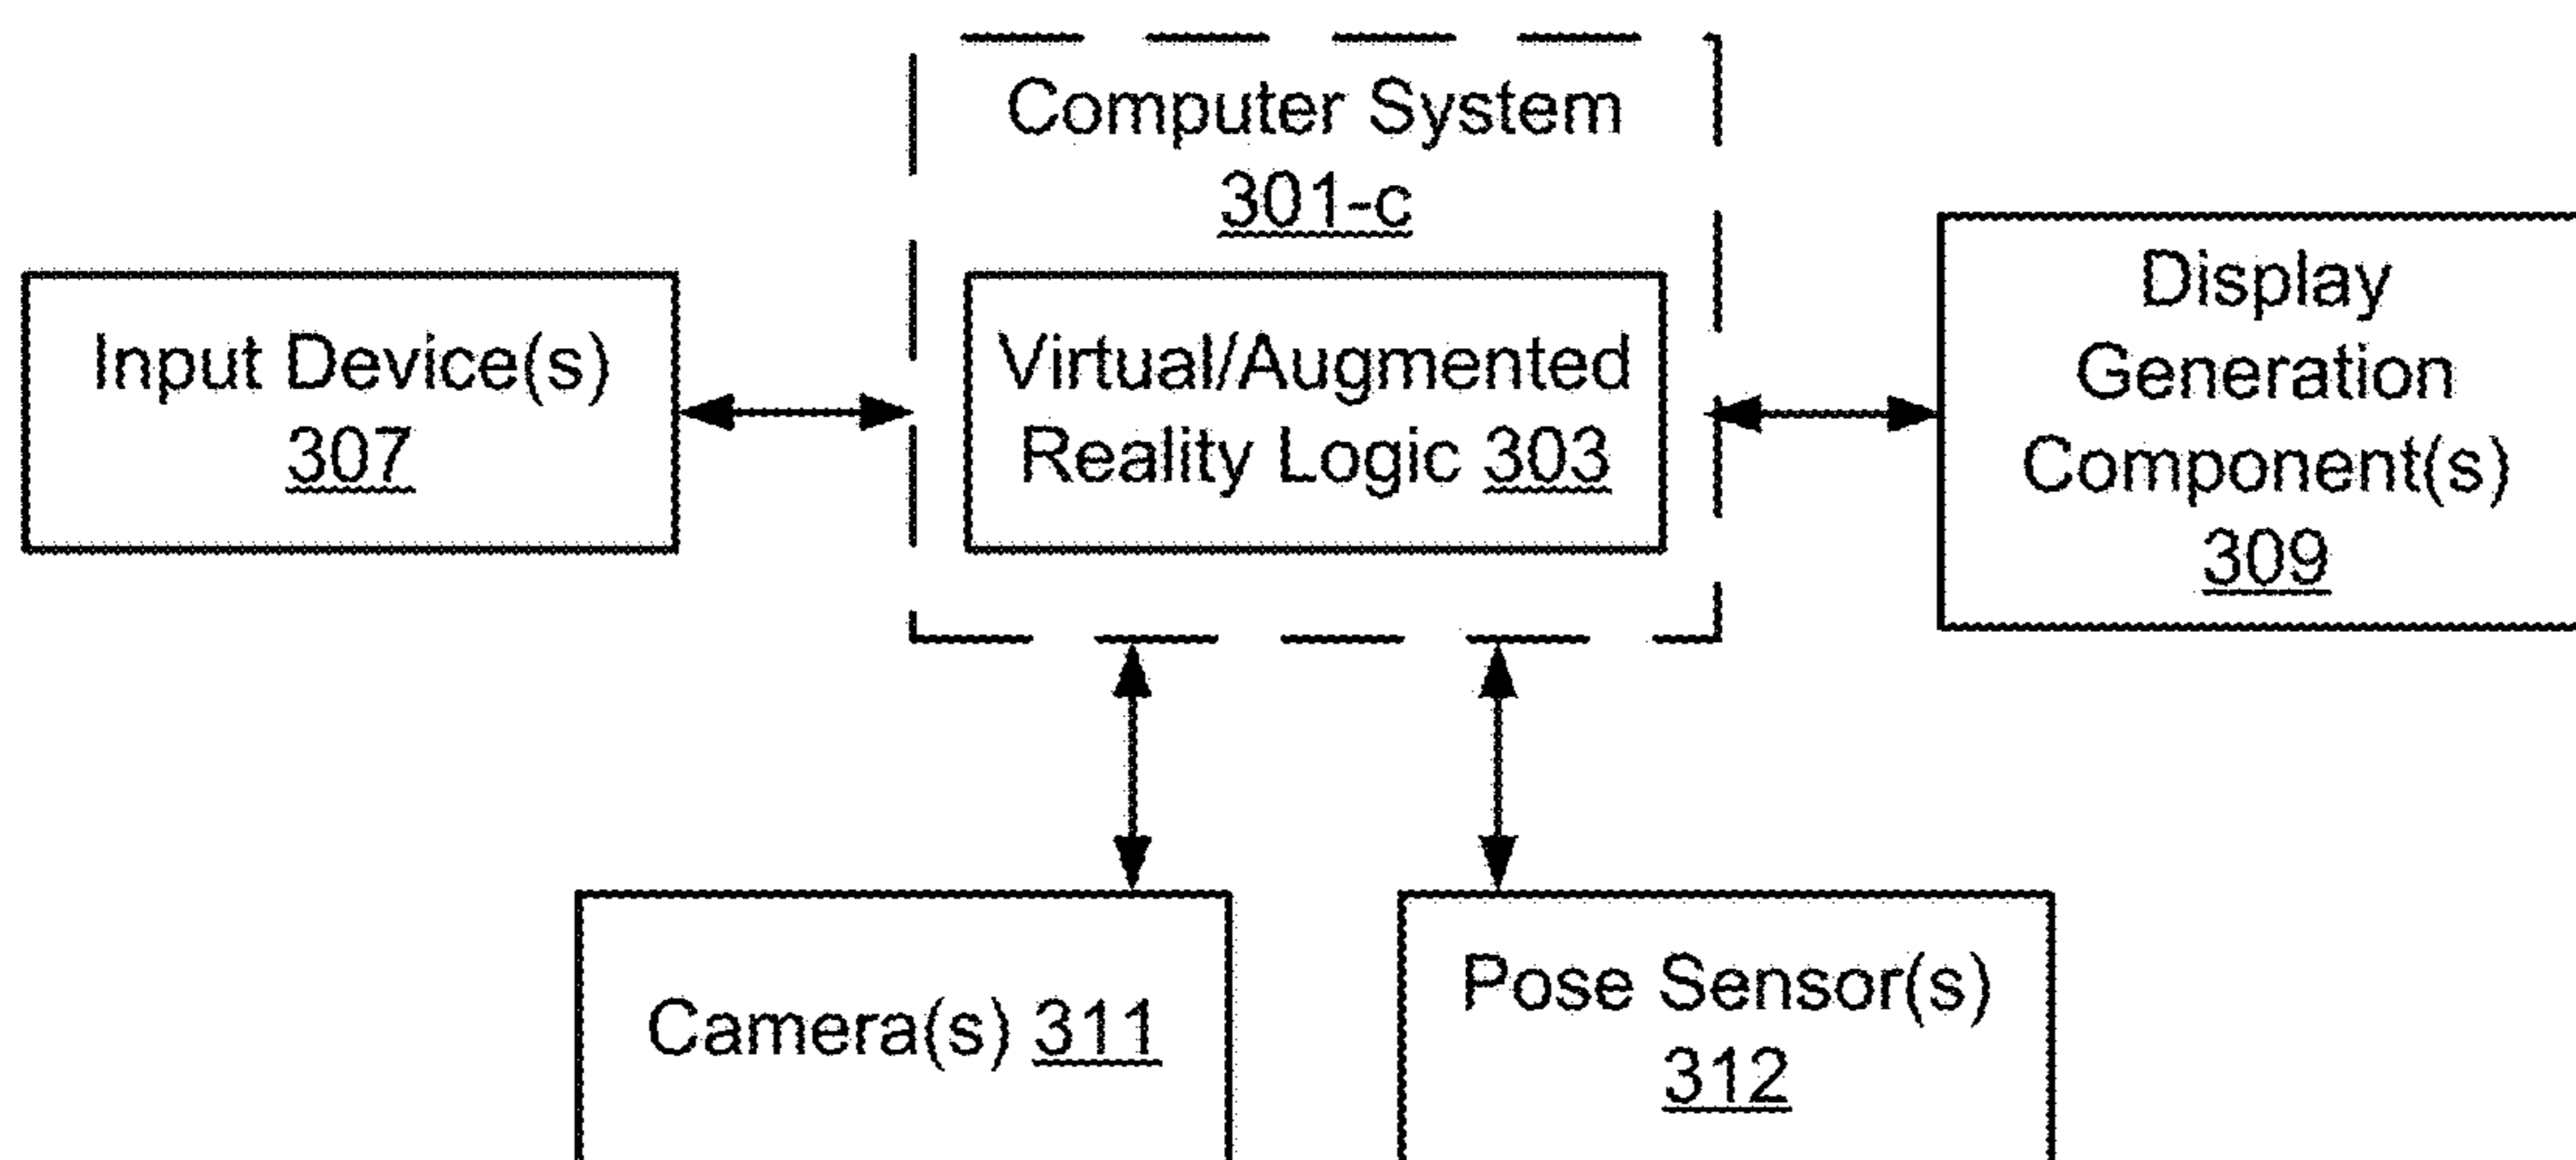 Computer System
301-c
Input Device(s)
307
Virtual/Augmented
Reality Logic 303
Display
Generation
Component(s)
309
Camera(s) 311
Pose Sensor(s)
312